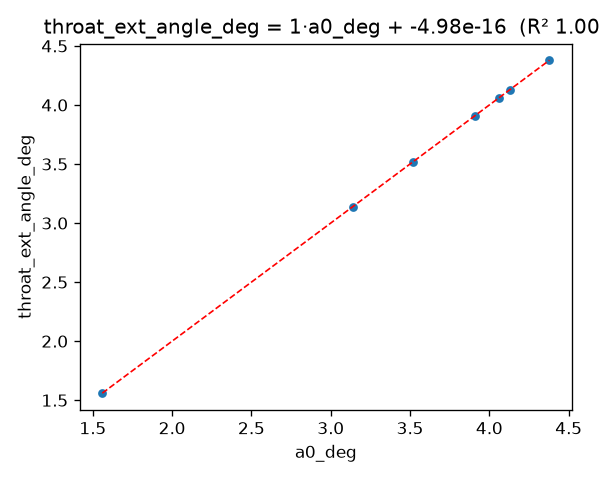 throat_ext_angle_deg = 1·a0_deg + -4.98e-16 (R² 1.00
4.5
4.0
3.5
3.0
2.5
2.0
1.5
throat_ext_angle_deg
1.5 2.0 2.5 3.0 3.5 4.0 4.5
a0_deg